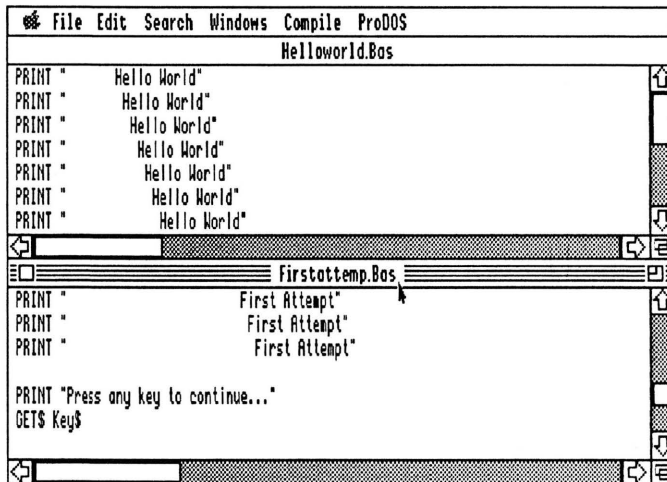 File Edit Search Windows Compile ProDOS
Helloworld.Bas
PRINT "      Hello World"
PRINT "       Hello World"
PRINT "        Hello World"
PRINT "         Hello World"
PRINT "          Hello World"
PRINT "           Hello World"
PRINT "            Hello World"
Firstattemp.Bas
PRINT "                       First Attempt"
PRINT "                        First Attempt"
PRINT "                         First Attempt"
PRINT "Press any key to continue..."
GET$ Key$